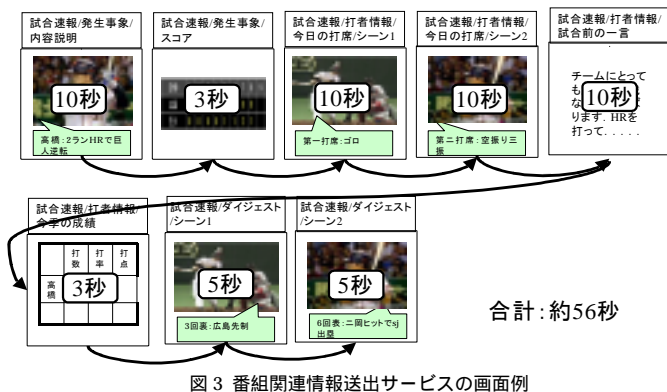 試合速報/発生事象/
内容説明
10秒
高橋:2ランHRで巨
人逆転
試合速報/発生事象/
スコア
3秒
試合速報/打者情報/
今日の打席/シーン1
10秒
第一打席:ゴロ
試合速報/打者情報/
今日の打席/シーン2
10秒
第二打席:空振り三
振
試合速報/打者情報/
試合前の一言
チームにとって
も
な
ります. HRを
打って.....
10秒
試合速報/打者情報/
今季の成績
打数
打率
打点
高橋
3秒
試合速報/ダイジェスト
/シーン1
5秒
3回裏:広島先制
試合速報/ダイジェスト
/シーン2
5秒
6回表:二岡ヒットでsj
出塁
合計:約56秒
図 3 番組関連情報送出サービスの画面例